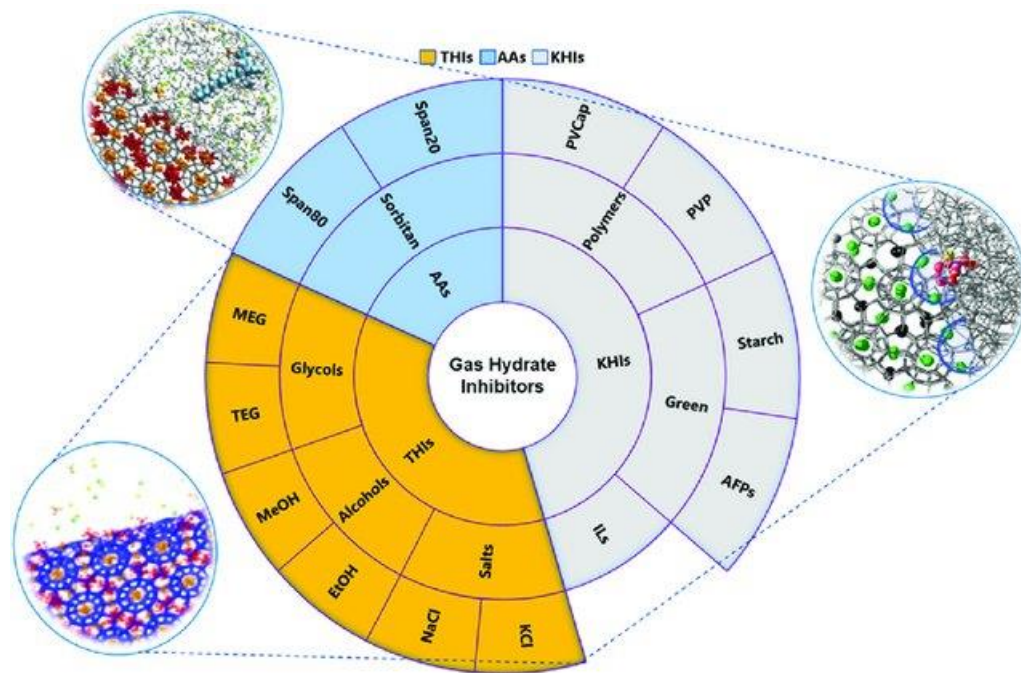 THIs AAs KHIs
Gas Hydrate
Inhibitors
AAs
Sorbitan
Span80
Span20
KHIs
Polymers
PVCap
PVP
Green
Starch
AFPs
ILs
THIs
Glycols
MEG
TEG
Alcohols
MeOH
EtOH
Salts
NaCl
KCl